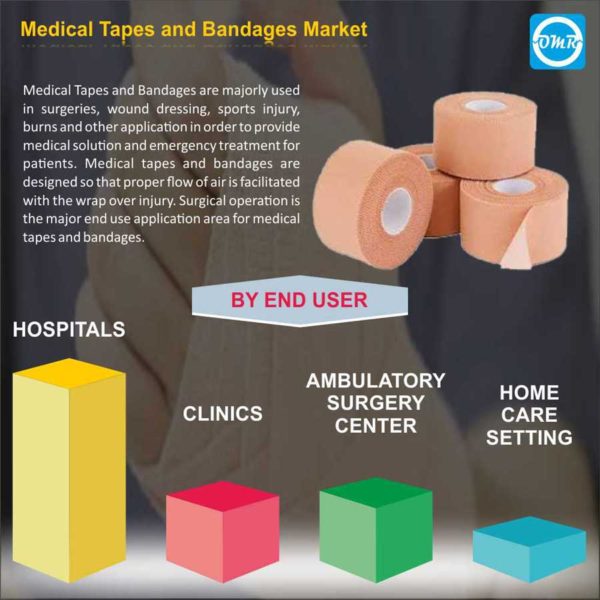 Medical Tapes and Bandages Market
OMR
Medical Tapes and Bandages are majorly used
in surgeries, wound dressing, sports injury,
burns and other application in order to provide
medical solution and emergency treatment for
patients. Medical tapes and bandages are
designed so that proper flow of air is facilitated
with the wrap over injury. Surgical operation is
the major end use application area for medical
tapes and bandages.
BY END USER
HOSPITALS
CLINICS
AMBULATORY
SURGERY
CENTER
HOME
CARE
SETTING